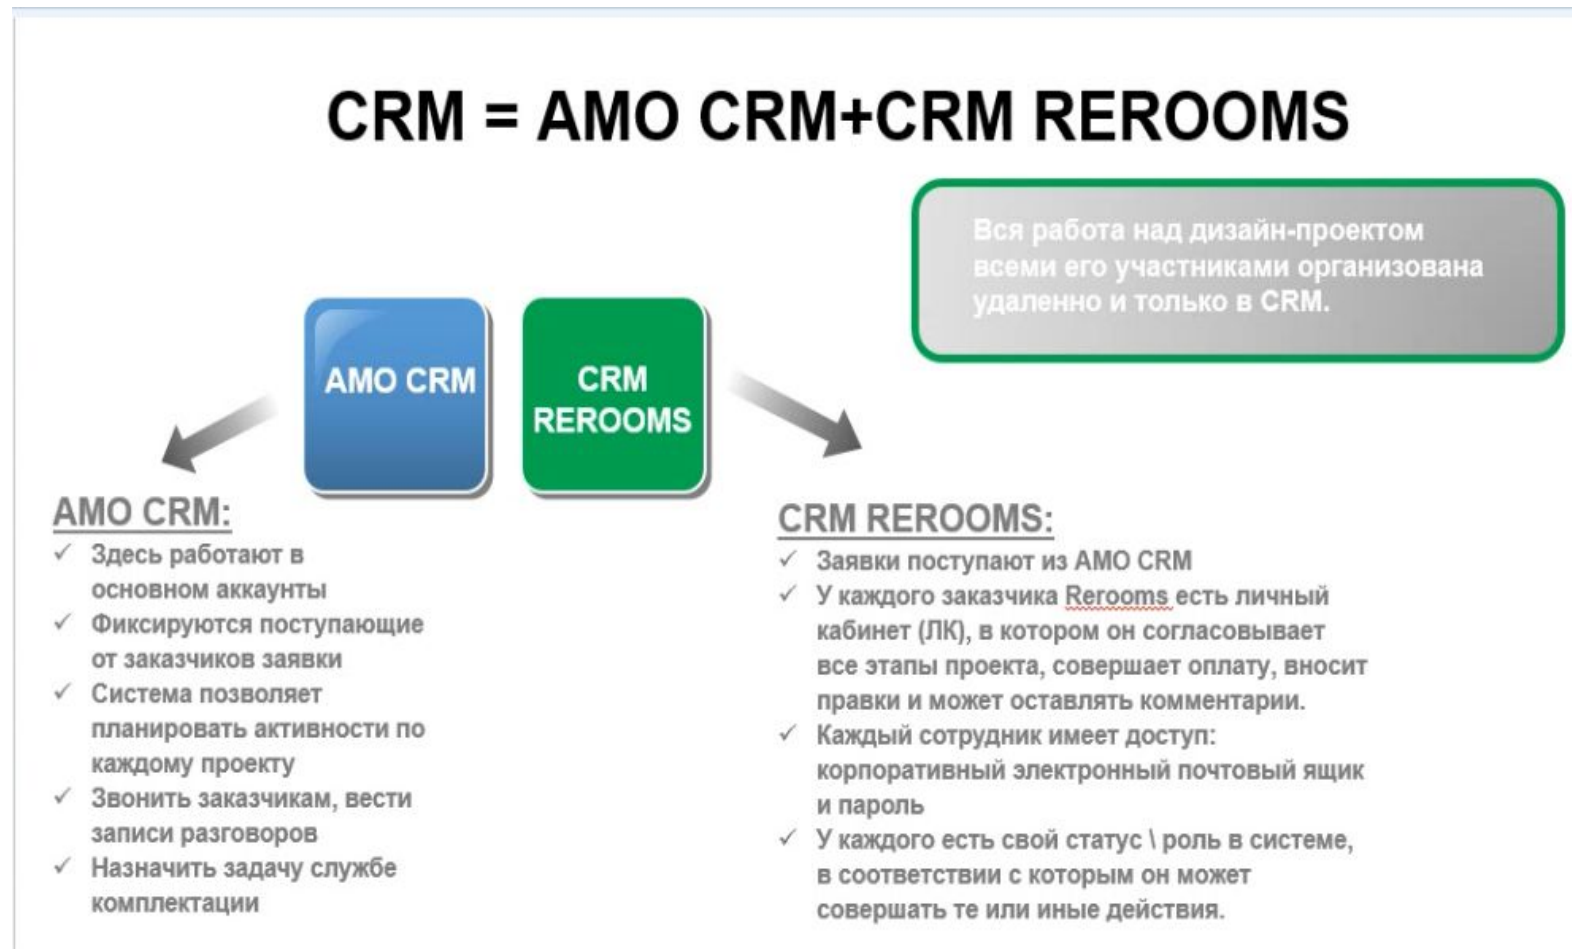 CRM = AMO CRM+CRM REROOMS
Вся работа над дизайн-проектом
всеми его участниками организована
удаленно и только в CRM.
AMO CRM
CRM
REROOMS
AMO CRM:
✓ Здесь работают в
основном аккаунты
✓ Фиксируются поступающие
от заказчиков заявки
✓ Система позволяет
планировать активности по
каждому проекту
✓ Звонить заказчикам, вести
записи разговоров
✓ Назначить задачу службе
комплектации
CRM REROOMS:
✓ Заявки поступают из AMO CRM
✓ У каждого заказчика Rerooms есть личный
кабинет (ЛК), в котором он согласовывает
все этапы проекта, совершает оплату, вносит
правки и может оставлять комментарии.
✓ Каждый сотрудник имеет доступ:
корпоративный электронный почтовый ящик
и пароль
✓ У каждого есть свой статус \ роль в системе,
в соответствии с которым он может
совершать те или иные действия.